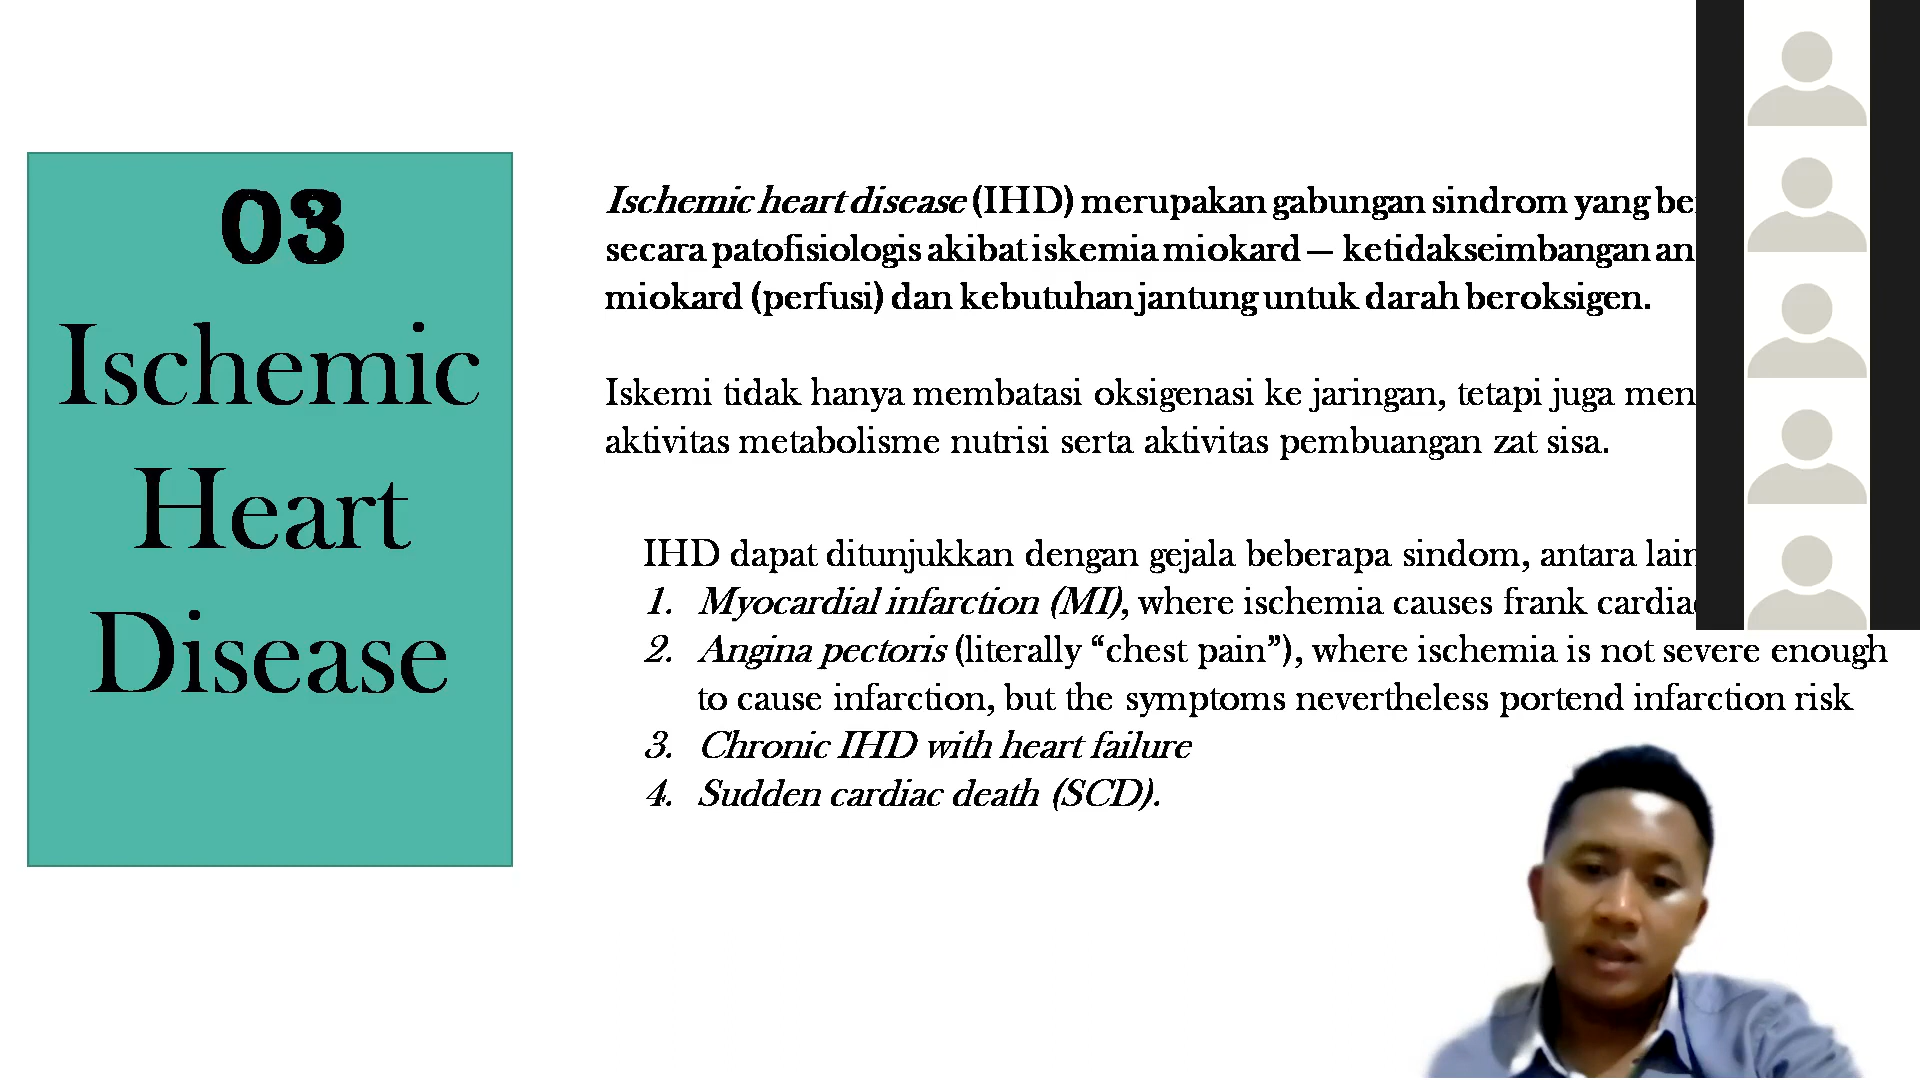 03
Ischemic
Heart
Disease
Ischemic heart disease (IHD) merupakan gabungan sindrom yang
secara patofisiologis akibat iskemia miokard – ketidakseimbangan
miokard (perfusi) dan kebutuhan jantung untuk darah beroksigen.
Iskemi tidak hanya membatasi oksigenasi ke jaringan, tetapi juga
aktivitas metabolisme nutrisi serta aktivitas pembuangan zat sisa.
IHD dapat ditunjukkan dengan gejala beberapa sindom, antara lain
1. Myocardial infarction (MI), where ischemia causes frank
2. Angina pectoris (literally “chest pain”), where ischemia is not severe enough
to cause infarction, but the symptoms nevertheless portend infarction risk
3. Chronic IHD with heart failure
4. Sudden cardiac death (SCD).